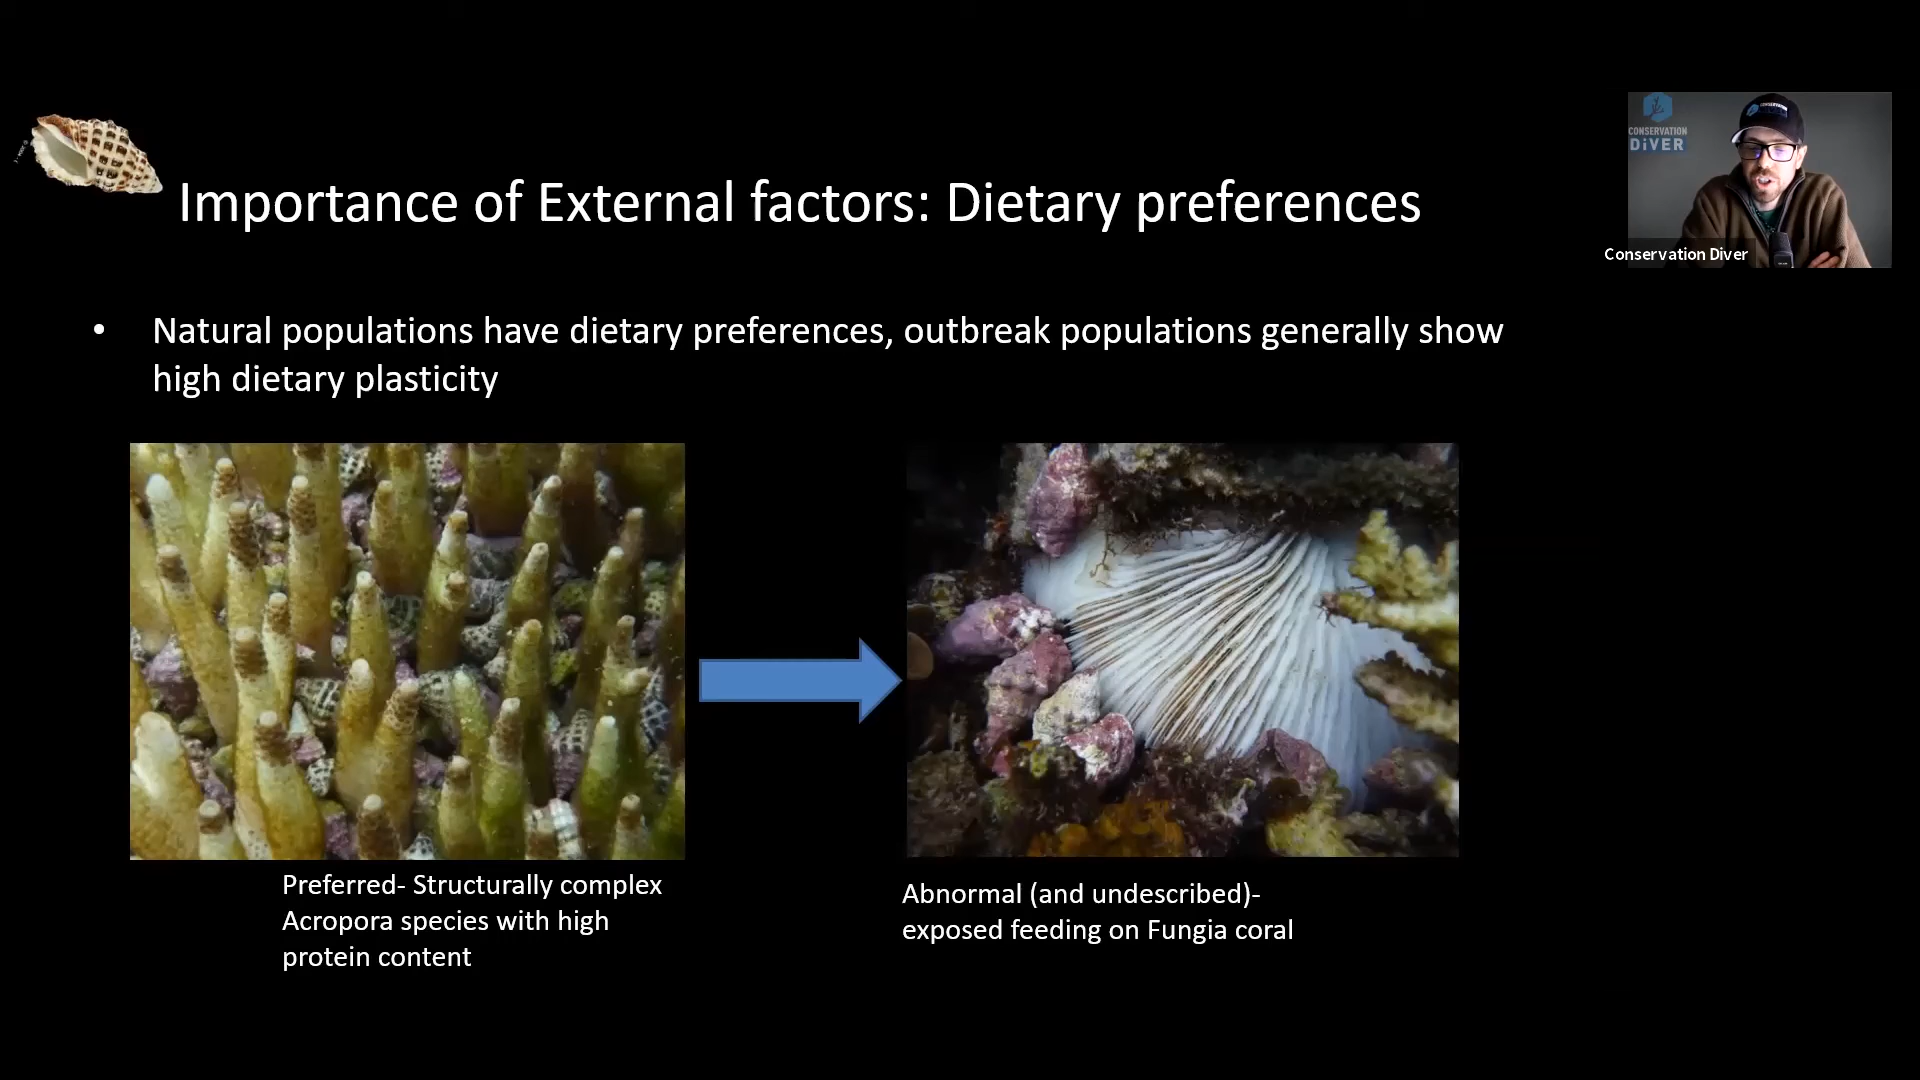 Importance of External factors: Dietary preferences
CONSERVATION
DiVER
CONSERVATION
Conservation Diver
• Natural populations have dietary preferences, outbreak populations generally show
high dietary plasticity
Preferred- Structurally complex
Acropora species with high
protein content
Abnormal (and undescribed)-
exposed feeding on Fungia coral